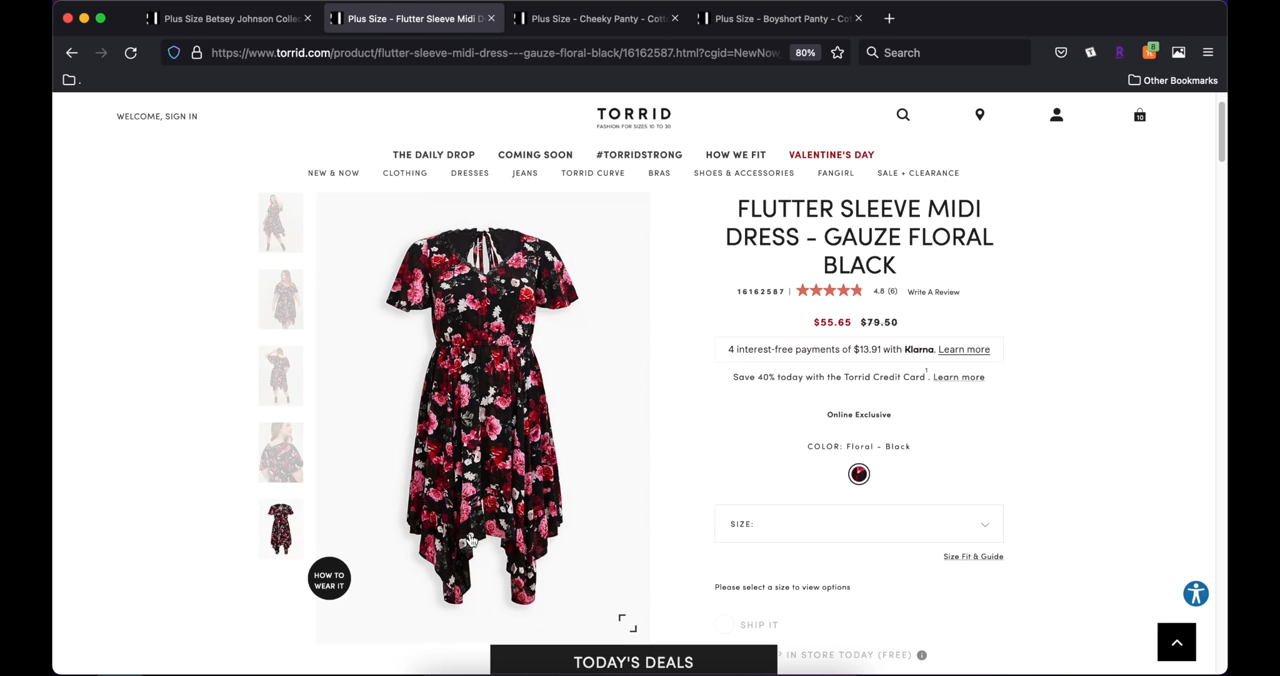 Plus Size Betsey Johnson Collec
Plus Size - Flutter Sleeve Midi D
Plus Size - Cheeky Panty - Cott
Plus Size - Boyshort Panty - Cot
https://www.torrid.com/product/flutter-sleeve-midi-dress---gauze-floral-black/16162587.html?cgid=NewNow
80%
Search
8
Other Bookmarks
WELCOME, SIGN IN
TORRID
FASHION FOR SIZES 10 TO 30
10
THE DAILY DROP COMING SOON #TORRIDSTRONG HOW WE FIT VALENTINE'S DAY
NEW & NOW CLOTHING DRESSES JEANS TORRID CURVE BRAS SHOES & ACCESSORIES FANGIRL SALE + CLEARANCE
FLUTTER SLEEVE MIDI
DRESS - GAUZE FLORAL
BLACK
16162587 | 4.8 (6) Write A Review
$55.65 $79.50
4 interest-free payments of $13.91 with Klarna. Learn more
Save 40% today with the Torrid Credit Card1. Learn more
Online Exclusive
COLOR: Floral - Black
SIZE:
Size Fit & Guide
HOW TO
WEAR IT
Please select a size to view options
SHIP IT
IN STORE TODAY (FREE)
TODAY'S DEALS